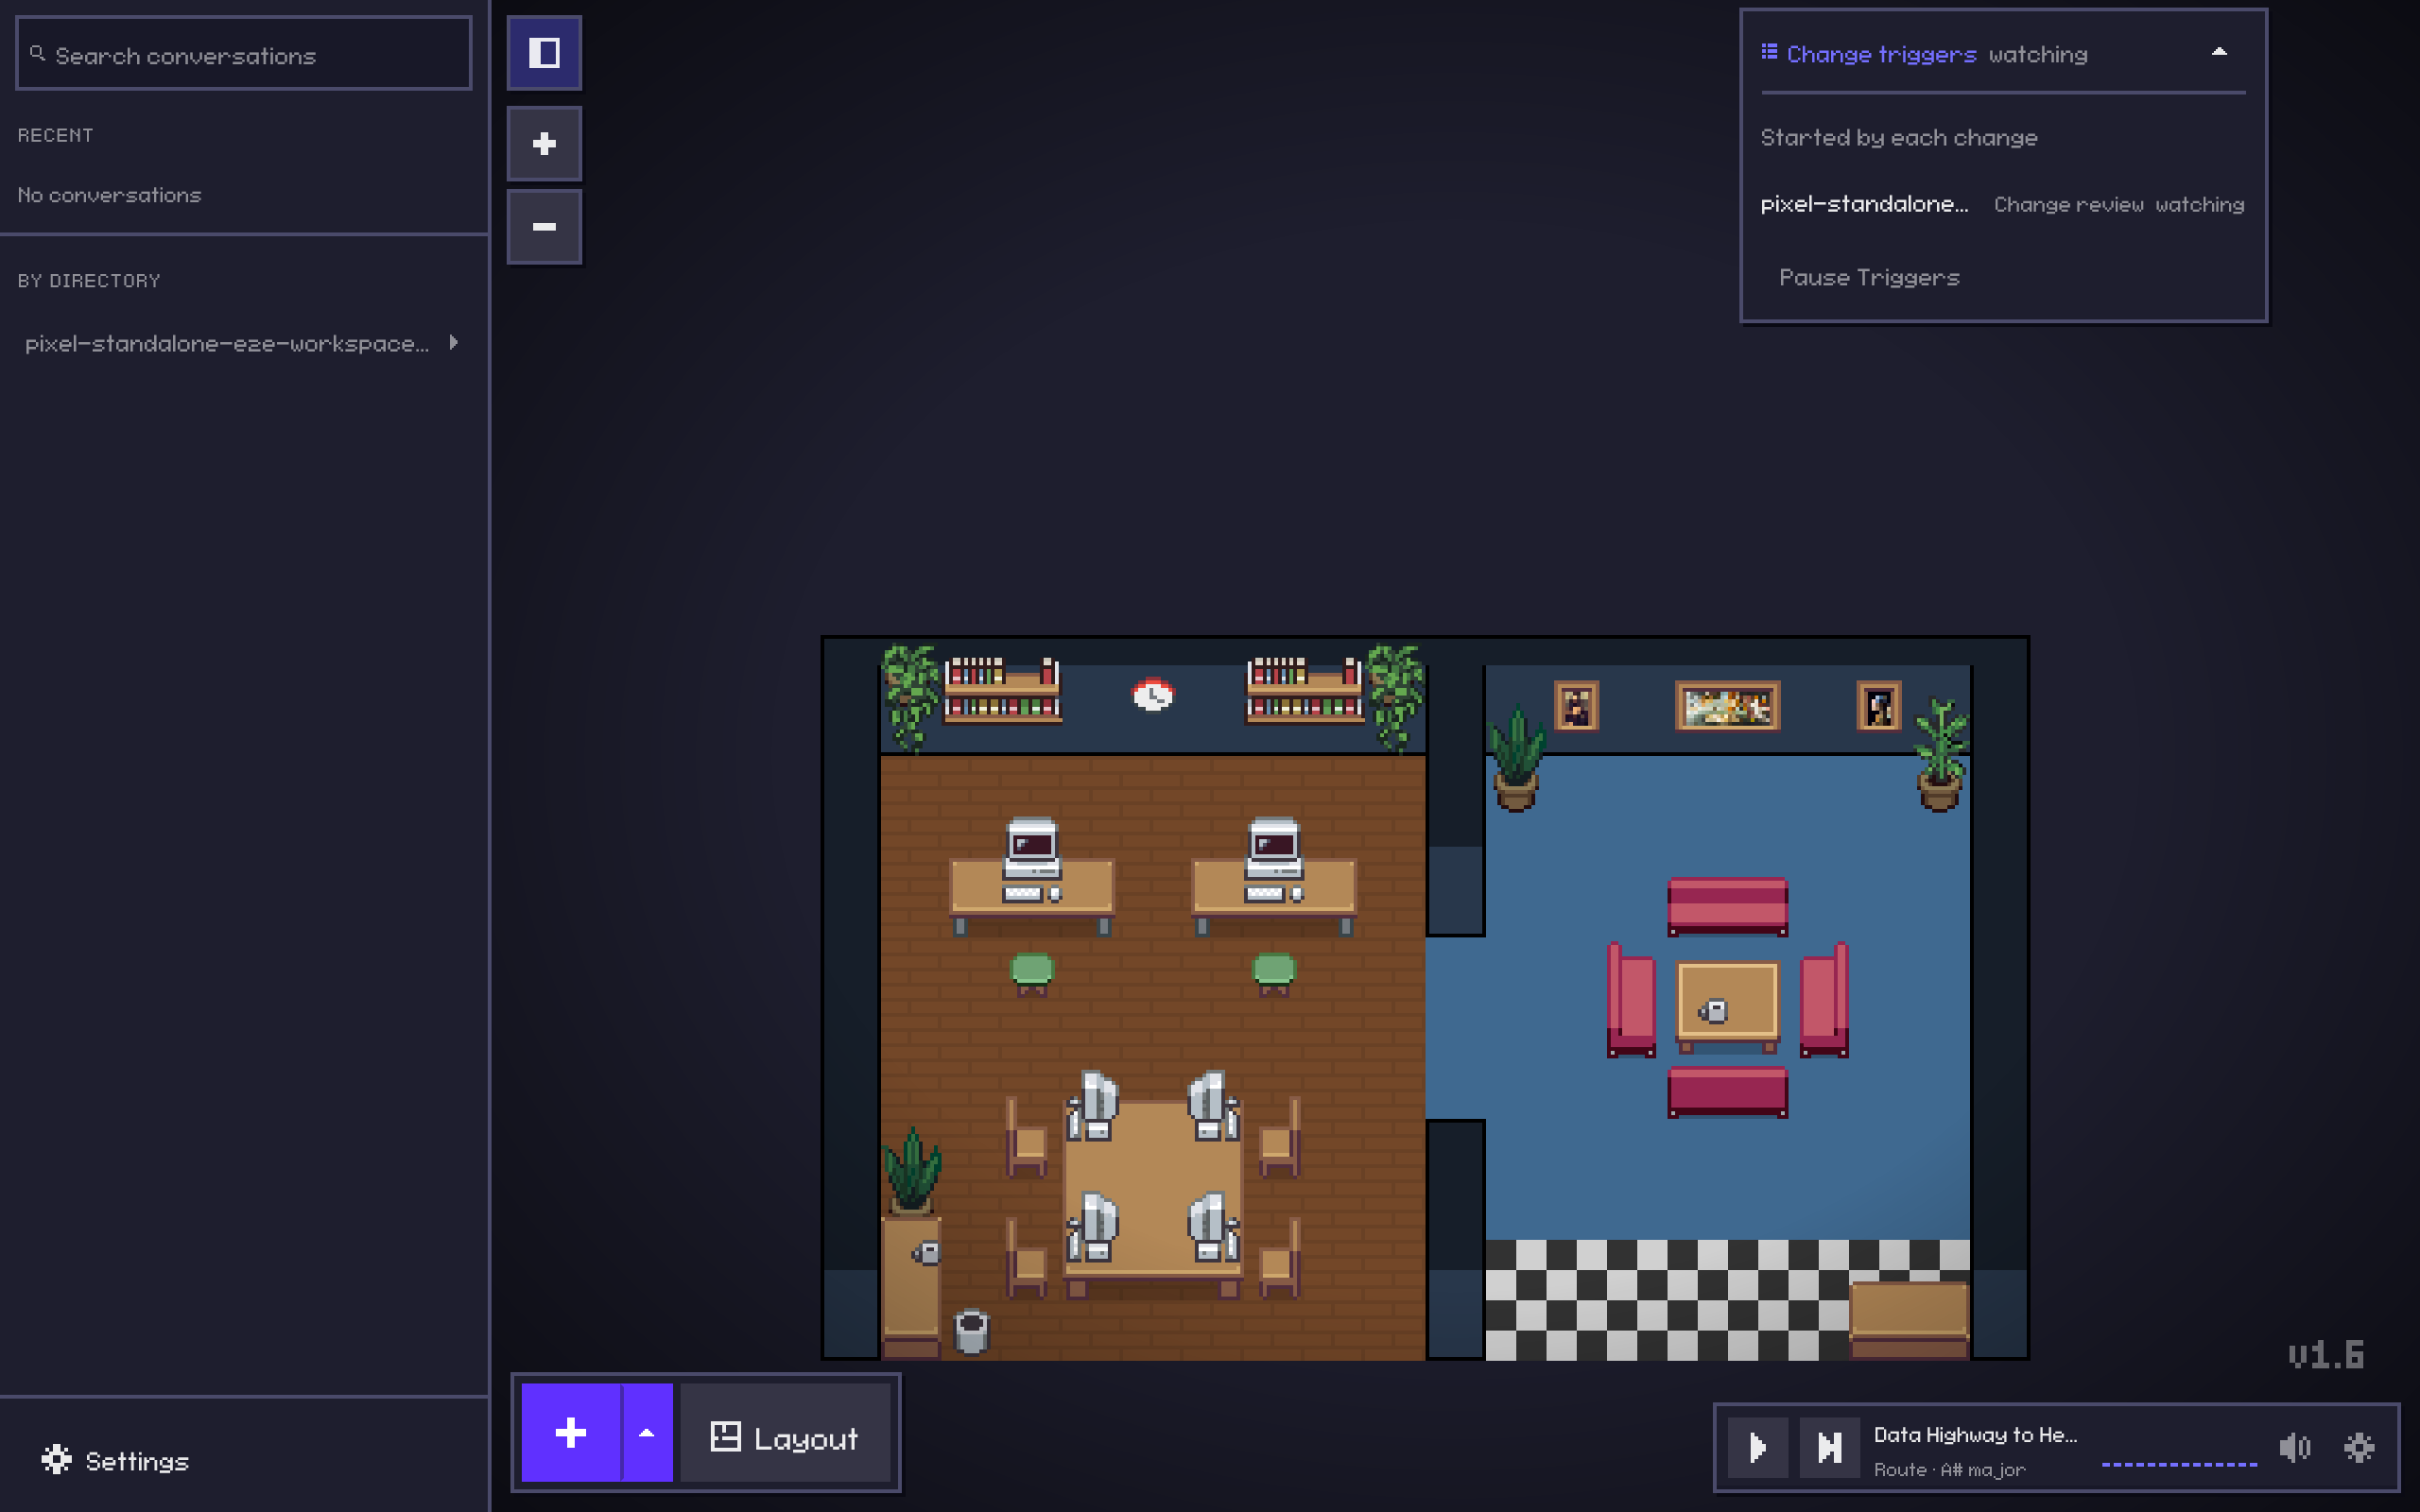 Search conversations
RECENT
No conversations
BY DIRECTORY
pixel-standalone-eze-workspace...
Settings
Change triggers watching
Started by each change
pixel-standalone... Change review watching
Pause Triggers
Layout
v1.6
Data Highway to He...
Route · A# major